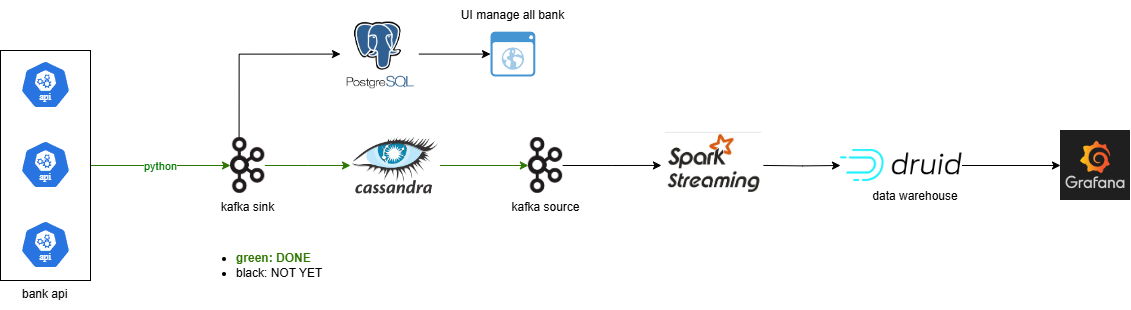 UI manage all bank
PostgreSQL
api
api
api
python
cassandra
Spark
Streaming
druid
Grafana
kafka sink
kafka source
data warehouse
green: DONE
black: NOT YET
bank api